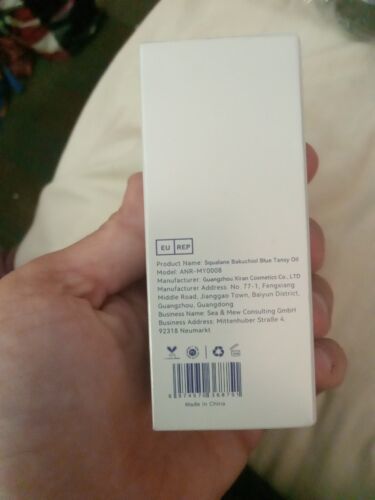 EU REP
Product Name: Squalane Bakuchiol Blue Tansy Oil
Model: ANR-MY0008
Manufacturer: Guangzhou Xiran Cosmetics Co., LTD
Manufacturer Address: No. 77-1, Fengxiang
Middle Road, Jianggao Town, Baiyun District,
Guangzhou, Guangdong.
Business Name: Sea & Mew Consulting GmbH
Business Address: Mittenhuber Straße 4,
92318 Neumarkt
Made in China